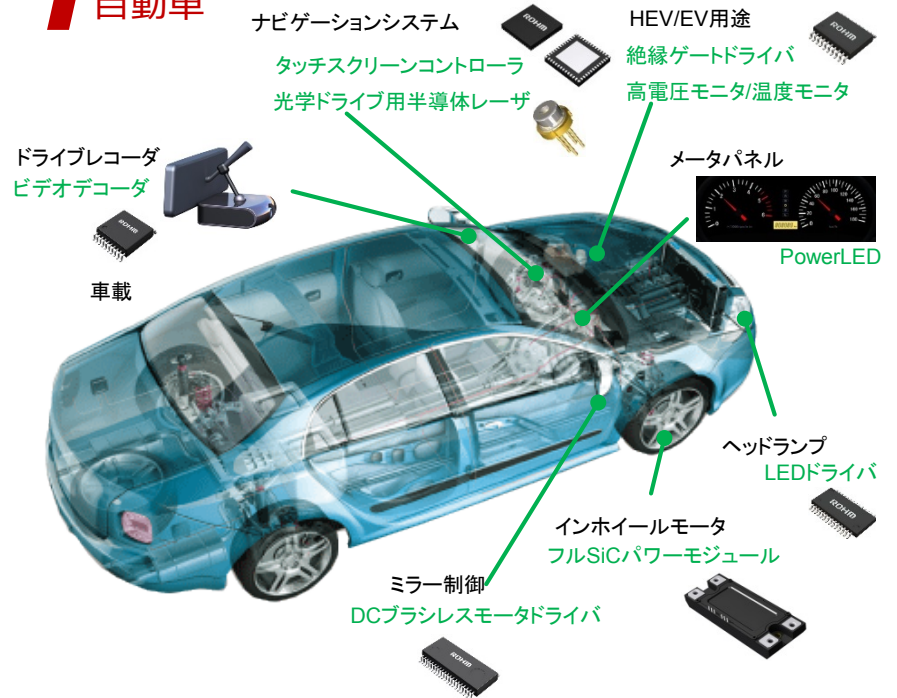 自動車
ナビゲーションシステム
タッチスクリーンコントローラ
光学ドライブ用半導体レーザ
ROHM
HEV/EV用途
絶縁ゲートドライバ
高電圧モニタ/温度モニタ
ROHM
ドライブレコーダ
ビデオデコーダ
ROHM
車載
メータパネル
PowerLED
ヘッドランプ
LEDドライバ
ROHM
インホイールモータ
フルSiCパワーモジュール
ミラー制御
DCブラシレスモータドライバ
ROHM